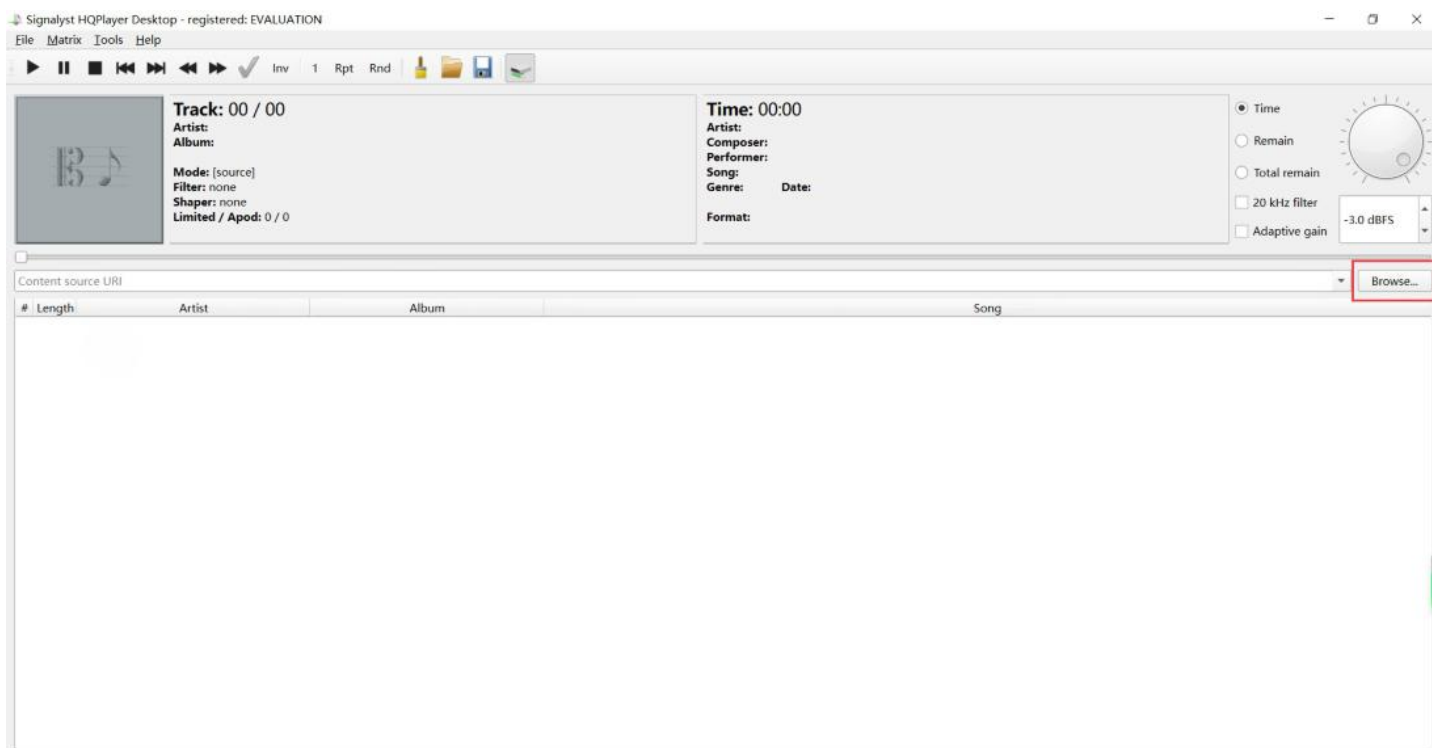 Signalyst HQPlayer Desktop - registered: EVALUATION
File Matrix Tools Help
Inv 1 Rpt Rnd
Track: 00 / 00
Artist:
Album:
Mode: [source]
Filter: none
Shaper: none
Limited / Apod: 0 / 0
Time: 00:00
Artist:
Composer:
Performer:
Song:
Genre: Date:
Format:
Time
Remain
Total remain
20 kHz filter
Adaptive gain
-3.0 dBFS
Content source URI
Browse...
# Length Artist Album Song